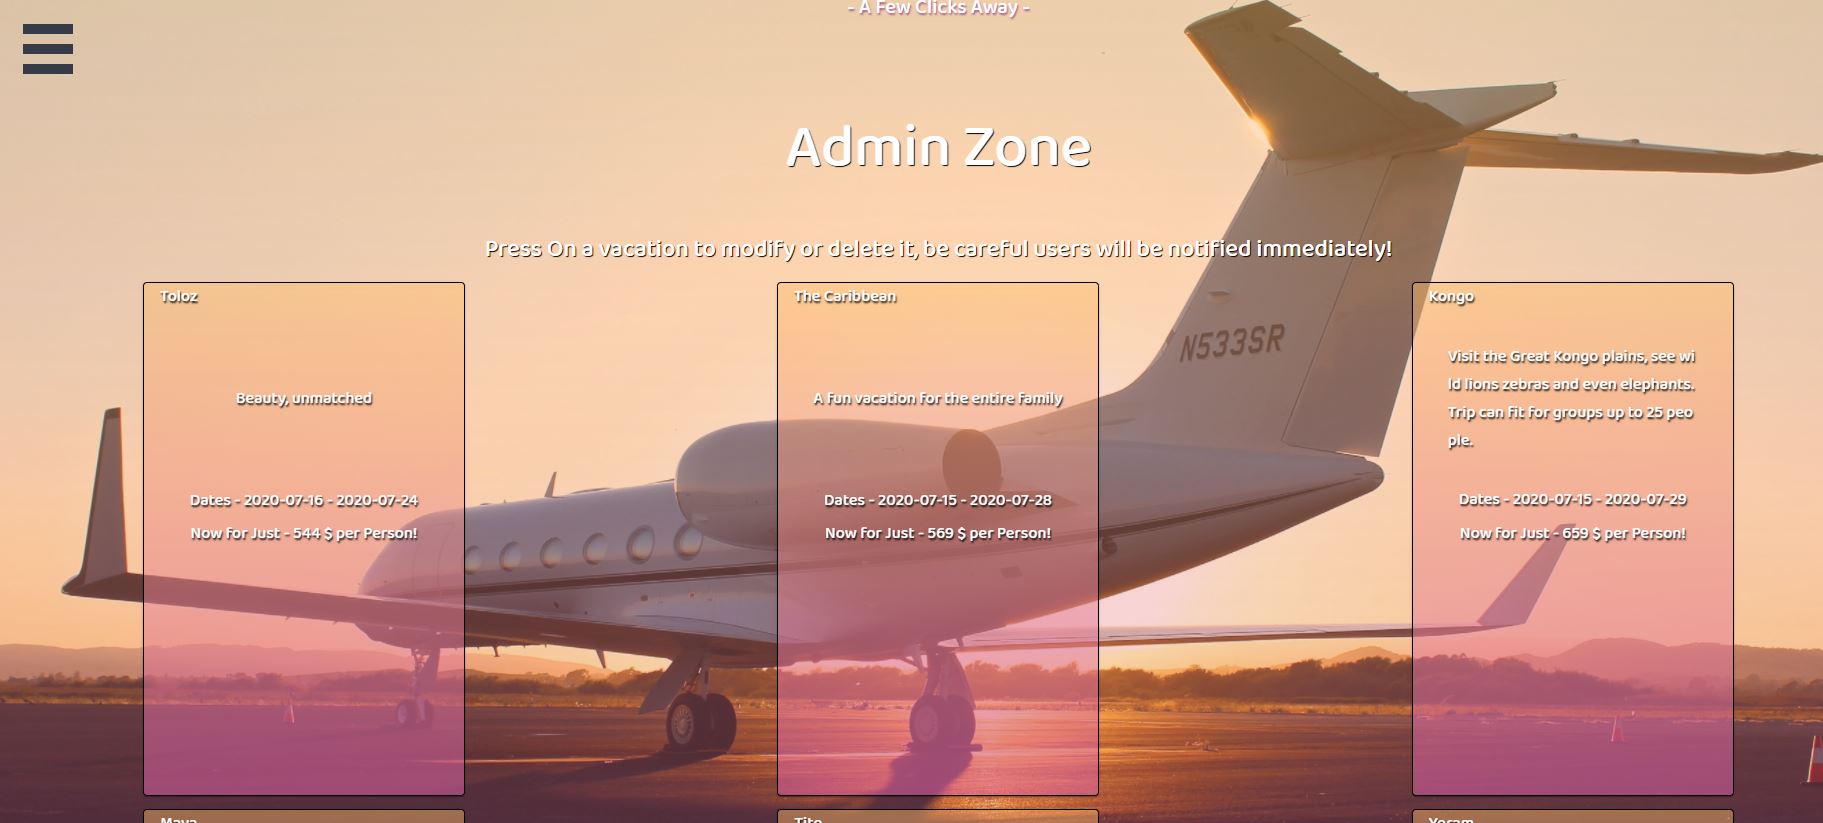 - A Few Clicks Away -
Admin Zone
Press On a vacation to modify or delete it, be careful users will be notified immediately!
Toloz
Beauty, unmatched
Dates - 2020-07-16 - 2020-07-24
Now for Just - 544 $ per Person!
The Caribbean
A fun vacation for the entire family
Dates - 2020-07-15 - 2020-07-28
Now for Just - 569 $ per Person!
Kongo
Visit the Great Kongo plains, see wi
ld lions zebras and even elephants.
Trip can fit for groups up to 25 peo
ple.
Dates - 2020-07-15 - 2020-07-29
Now for Just - 659 $ per Person!
N533SR
Maya
Tito
Yoram